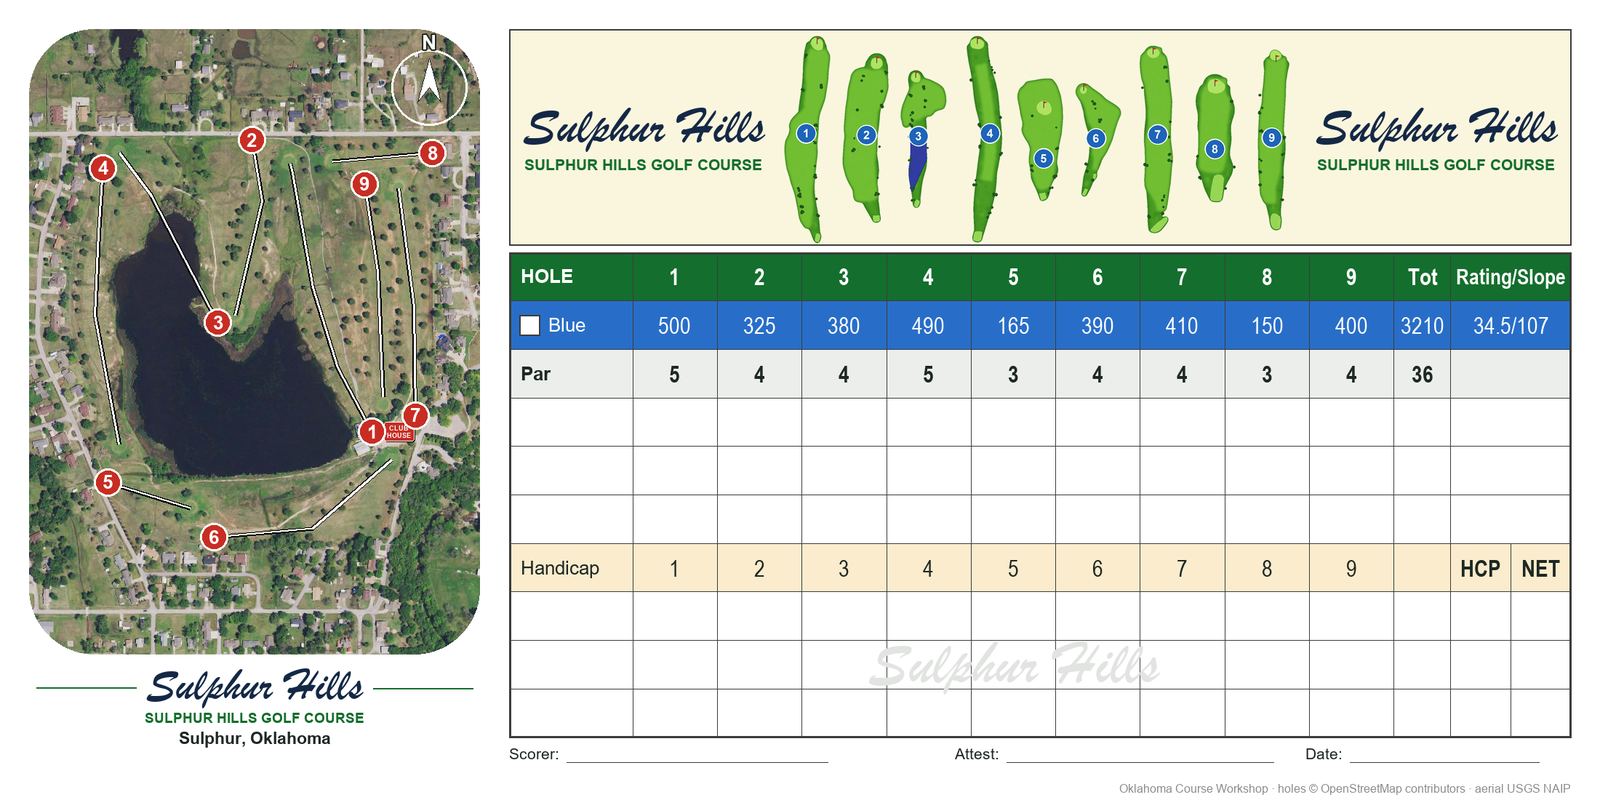 N
2
8
4
9
3
CLUB
HOUSE
7
1
5
6
Sulphur Hills
SULPHUR HILLS GOLF COURSE
Sulphur, Oklahoma
Sulphur Hills
SULPHUR HILLS GOLF COURSE
1 2 3 4 5 6 7 8 9
Sulphur Hills
SULPHUR HILLS GOLF COURSE
HOLE 1 2 3 4 5 6 7 8 9 Tot Rating/Slope
Blue 500 325 380 490 165 390 410 150 400 3210 34.5/107
Par 5 4 4 5 3 4 4 3 4 36
Handicap 1 2 3 4 5 6 7 8 9 HCP NET
Sulphur Hills
Scorer: Attest: Date:
Oklahoma Course Workshop · holes © OpenStreetMap contributors · aerial USGS NAIP